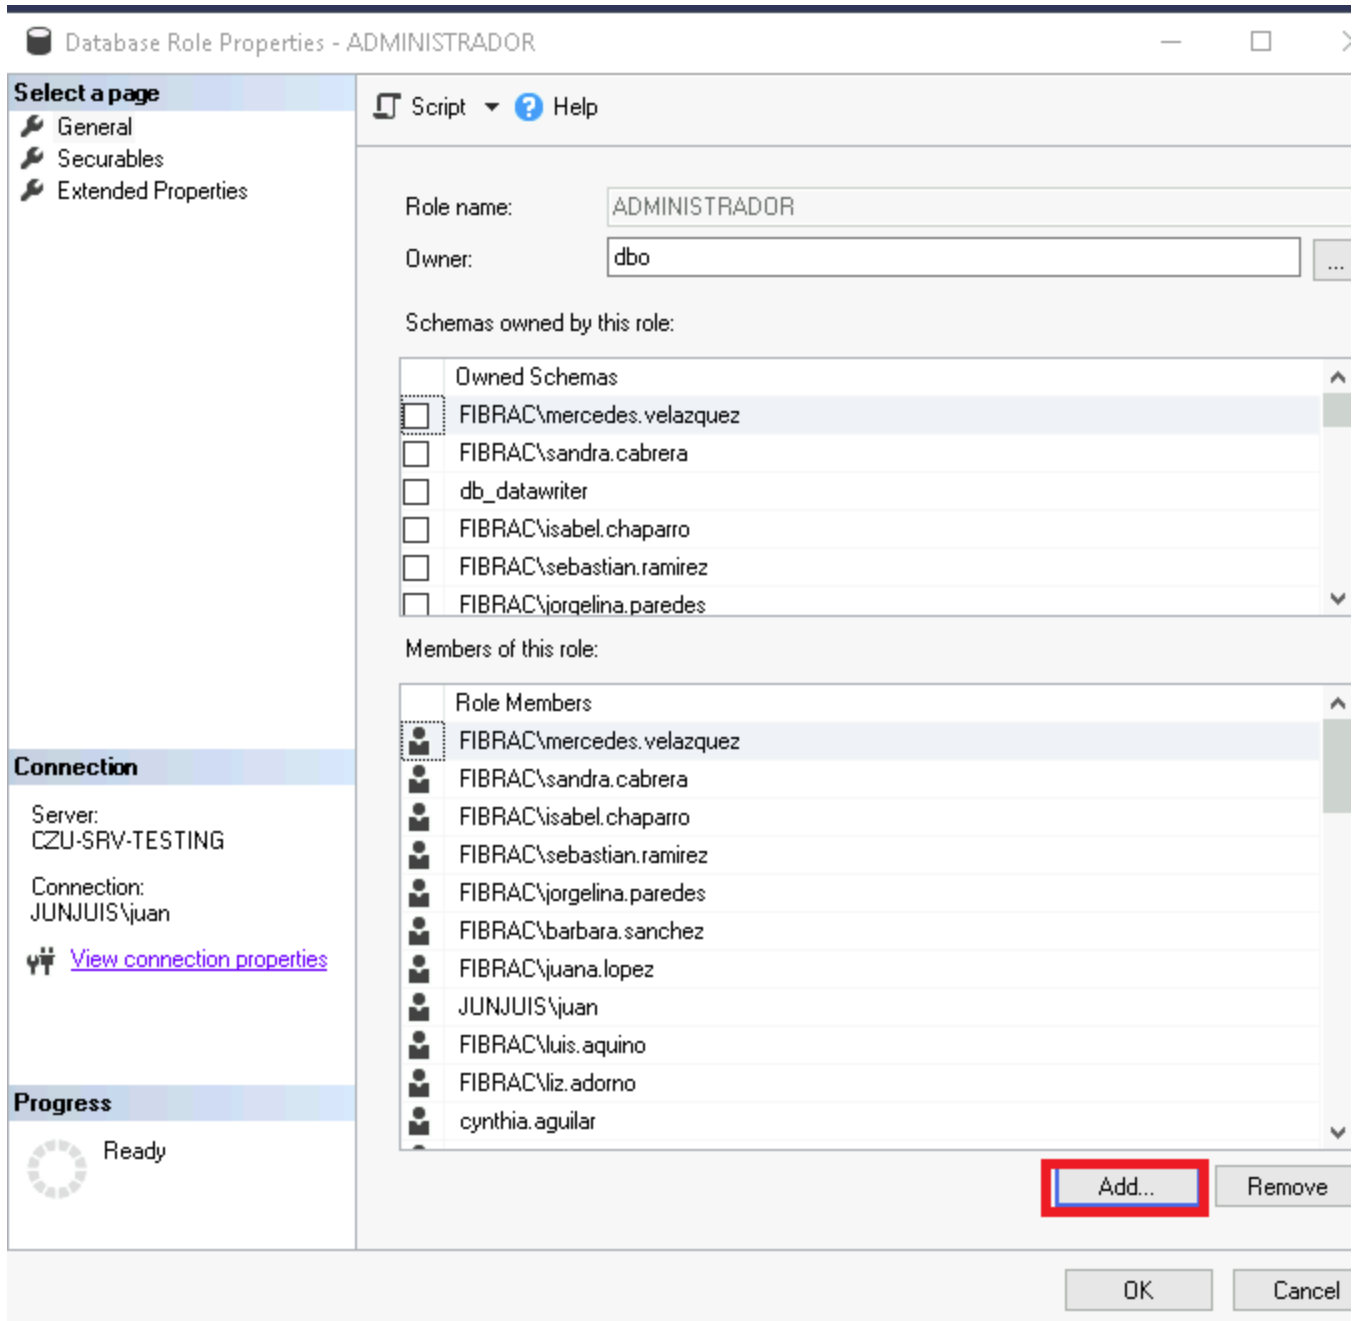 Database Role Properties - ADMINISTRADOR
Select a page
General
Securables
Extended Properties
Script
Help
Role name: ADMINISTRADOR
Owner: dbo
...
Schemas owned by this role:
Owned Schemas
FIBRAC\mercedes.velazquez
FIBRAC\sandra.cabrera
db_datawriter
FIBRAC\isabel.chaparro
FIBRAC\sebastian.ramirez
FIBRAC\jorgelina.paredes
Members of this role:
Role Members
FIBRAC\mercedes.velazquez
FIBRAC\sandra.cabrera
FIBRAC\isabel.chaparro
FIBRAC\sebastian.ramirez
FIBRAC\jorgelina.paredes
FIBRAC\barbara.sanchez
FIBRAC\juana.lopez
JUNJUIS\juan
FIBRAC\luis.aquino
FIBRAC\liz.adorno
cynthia.aguilar
Connection
Server:
CZU-SRV-TESTING
Connection:
JUNJUIS\juan
View connection properties
Progress
Ready
Add...
Remove
OK
Cancel